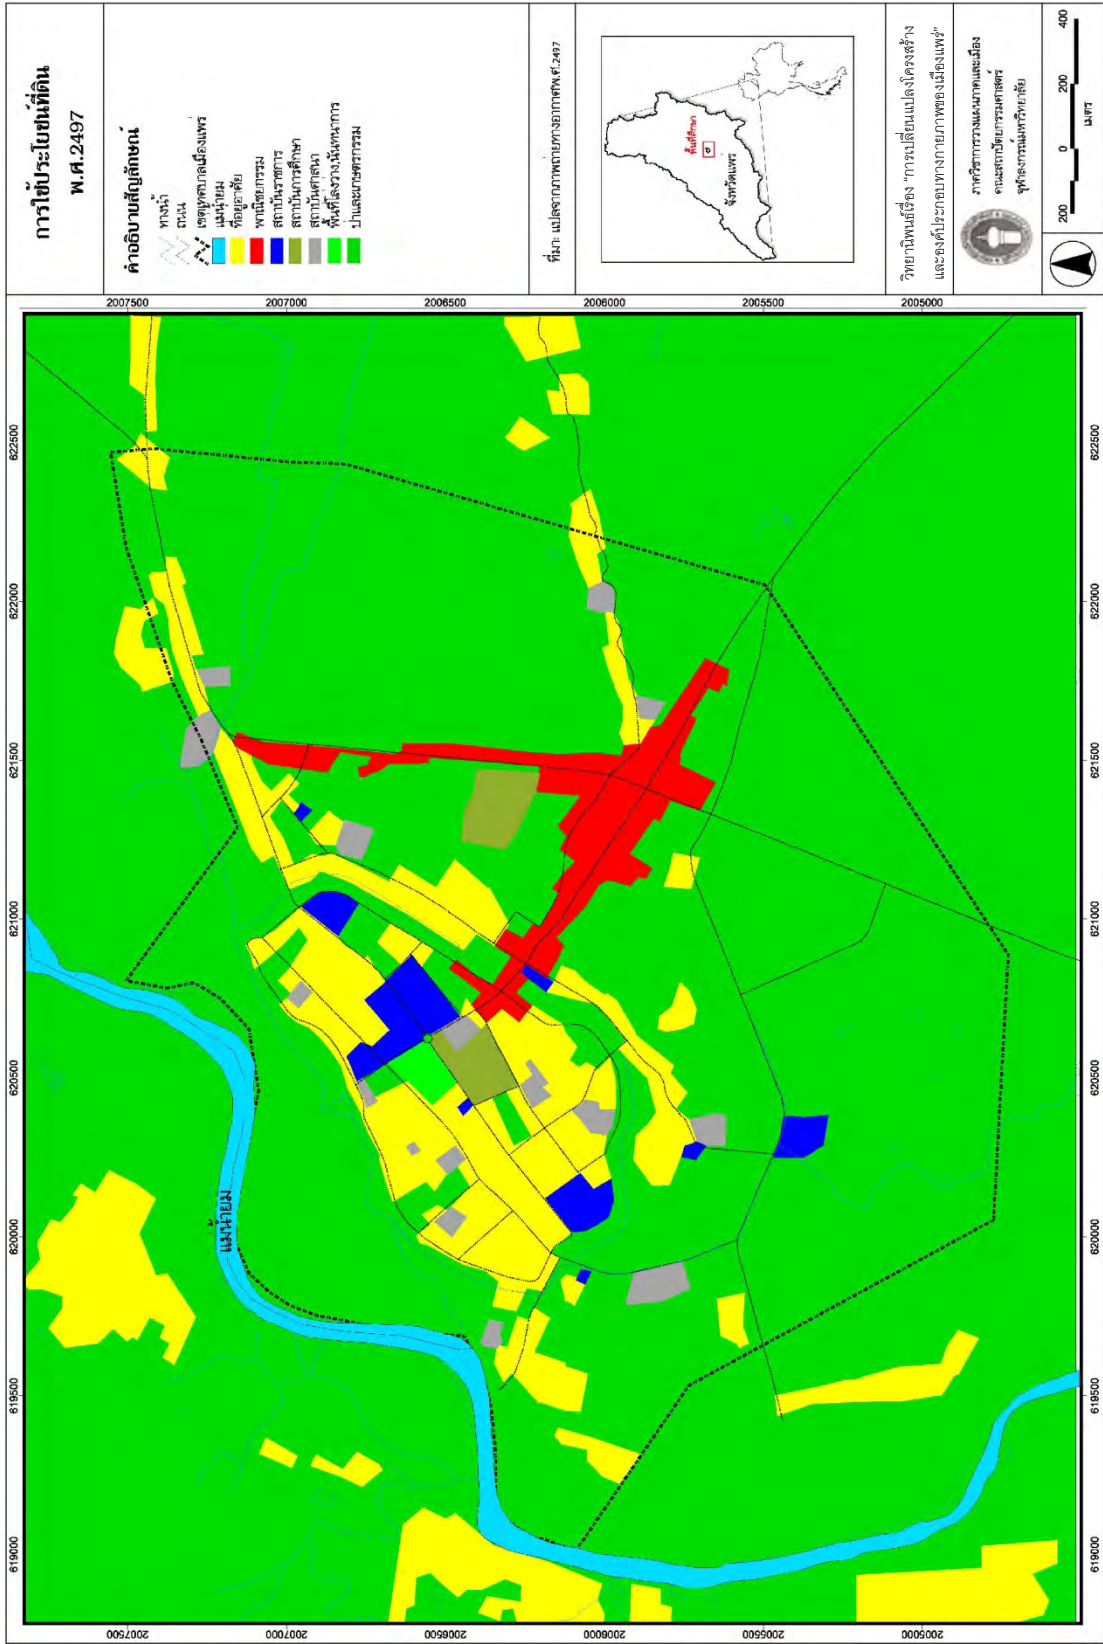 การใช้ประโยชน์ที่ดิน
พ.ศ.2497
คำอธิบายสัญลักษณ์
ทางน้ำ
ถนน
เขตเทศบาลเมืองแพร่
แม่น้ำยม
ที่อยู่อาศัย
พาณิชยกรรม
สถาบันราชการ
สถาบันการศึกษา
สถาบันศาสนา
พื้นที่โล่งว่าง,นันทนาการ
ป่าและเกษตรกรรม
ที่มา: แปลจากภาพถ่ายทางอากาศพ.ศ.2497
พื้นที่ศึกษา
จังหวัดแพร่
วิทยานิพนธ์เรื่อง "การเปลี่ยนแปลงโครงสร้าง
และองค์ประกอบทางกายภาพของเมืองแพร่"
ภาควิชาการวางแผนภาคและเมือง
คณะสถาปัตยกรรมศาสตร์
จุฬาลงกรณ์มหาวิทยาลัย
200 0 200 400
เมตร
619000 619500 620000 620500 621000 621500 622000 622500
2007500 2007000 2006500 2006000 2005500 2005000
แม่น้ำยม
2007500 2007000 2006500 2006000 2005500 2005000
619000 619500 620000 620500 621000 621500 622000 622500